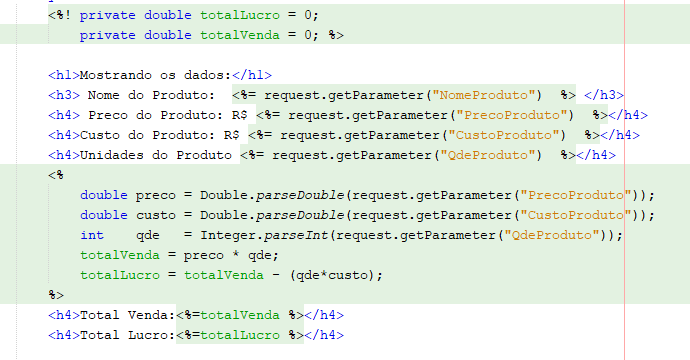 <%! private double totalLucro = 0;
    private double totalVenda = 0; %>
<h1>Mostrando os dados:</h1>
<h3> Nome do Produto:  <%= request.getParameter("NomeProduto")  %> </h3>
<h4> Preco do Produto: R$ <%= request.getParameter("PrecoProduto")  %></h4>
<h4>Custo do Produto: R$ <%= request.getParameter("CustoProduto")  %></h4>
<h4>Unidades do Produto <%= request.getParameter("QdeProduto")  %></h4>
<%
    double preco = Double.parseDouble(request.getParameter("PrecoProduto"));
    double custo = Double.parseDouble(request.getParameter("CustoProduto"));
    int    qde   = Integer.parseInt(request.getParameter("QdeProduto"));
    totalVenda = preco * qde;
    totalLucro = totalVenda - (qde*custo);
%>
<h4>Total Venda:<%=totalVenda %></h4>
<h4>Total Lucro:<%=totalLucro %></h4>